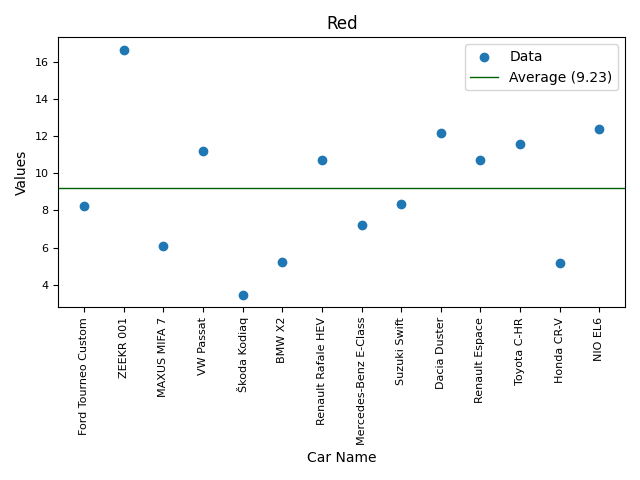 Red
Data
Average (9.23)
Values
16
14
12
10
8
6
4
Ford Tourneo Custom
ZEEKR 001
MAXUS MIFA 7
VW Passat
Škoda Kodiaq
BMW X2
Renault Rafale HEV
Mercedes-Benz E-Class
Suzuki Swift
Dacia Duster
Renault Espace
Toyota C-HR
Honda CR-V
NIO EL6
Car Name